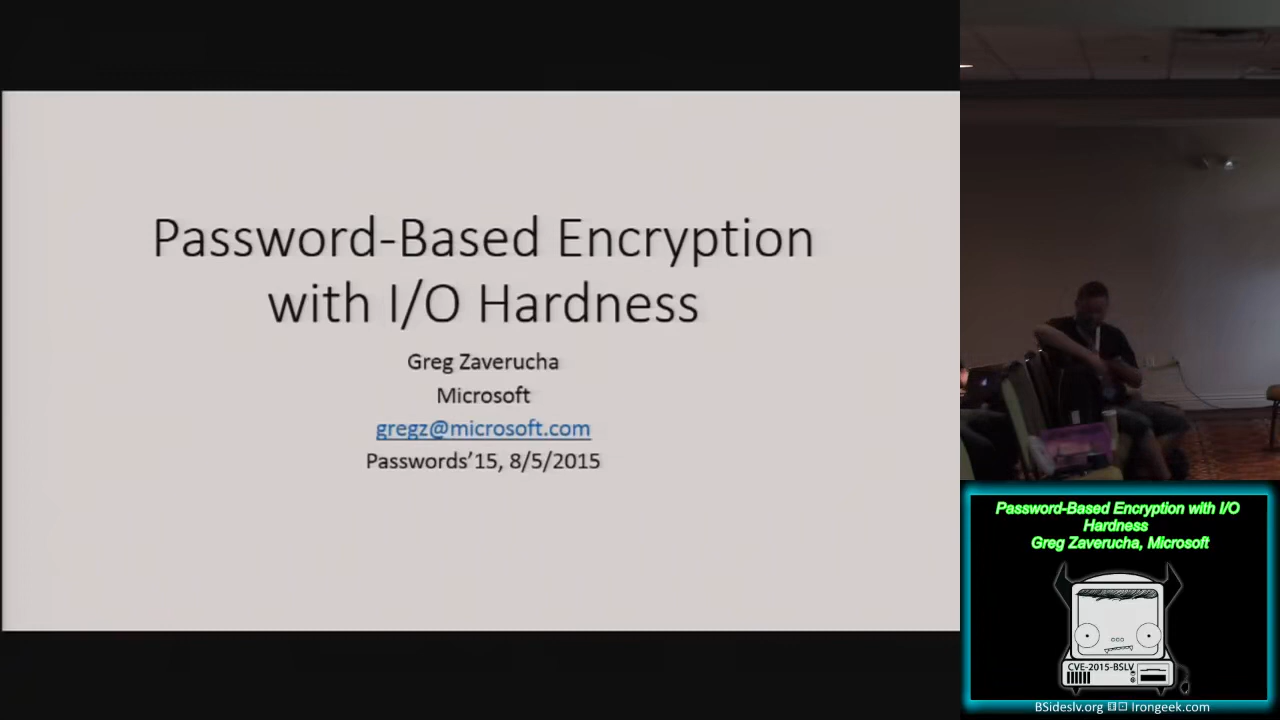 Password-Based Encryption
with I/O Hardness
Greg Zaverucha
Microsoft
gregz@microsoft.com
Passwords'15, 8/5/2015
Password-Based Encryption with I/O
Hardness
Greg Zaverucha, Microsoft
CVE-2015-BSLV
BSideslv.org Irongeek.com